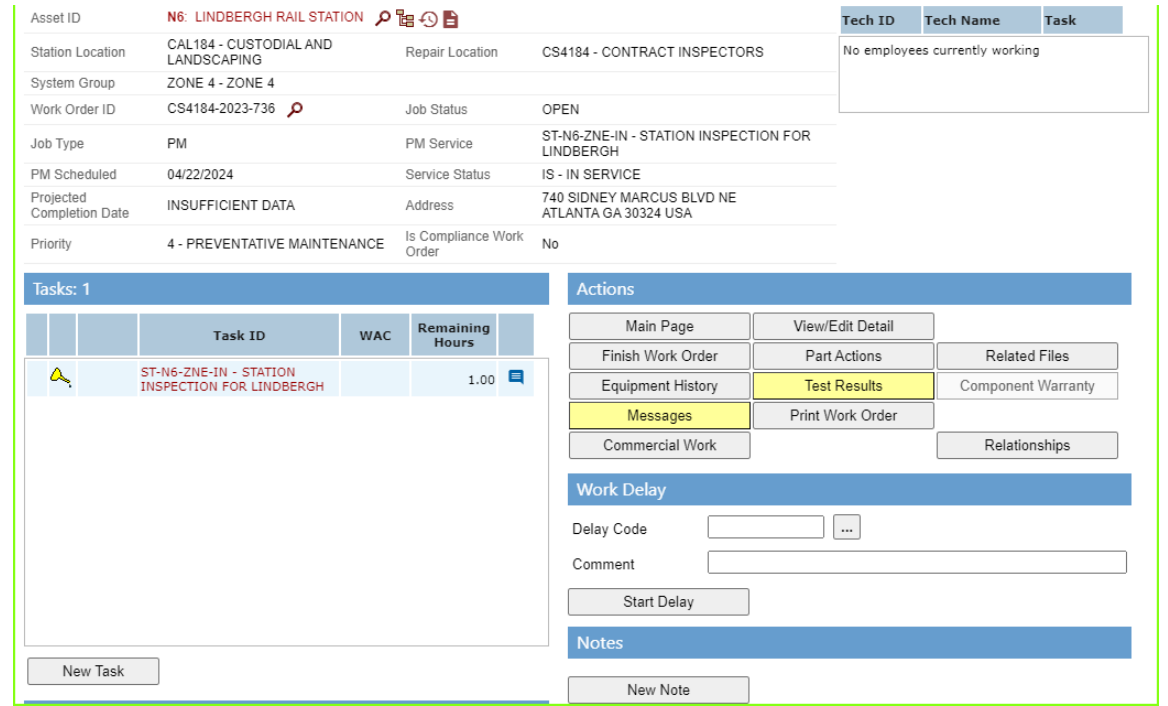 Asset ID N6: LINDBERGH RAIL STATION
Tech ID Tech Name Task
No employees currently working
Station Location CAL184 - CUSTODIAL AND
LANDSCAPING Repair Location CS4184 - CONTRACT INSPECTORS
System Group ZONE 4 - ZONE 4
Work Order ID CS4184-2023-736 Job Status OPEN
Job Type PM PM Service ST-N6-ZNE-IN - STATION INSPECTION FOR
LINDBERGH
PM Scheduled 04/22/2024 Service Status IS - IN SERVICE
Projected
Completion Date INSUFFICIENT DATA Address 740 SIDNEY MARCUS BLVD NE
ATLANTA GA 30324 USA
Priority 4 - PREVENTATIVE MAINTENANCE Is Compliance Work
Order No
Tasks: 1
Task ID WAC Remaining
Hours
ST-N6-ZNE-IN - STATION
INSPECTION FOR LINDBERGH 1.00
New Task
Actions
Main Page View/Edit Detail
Finish Work Order Part Actions Related Files
Equipment History Test Results Component Warranty
Messages Print Work Order
Commercial Work Relationships
Work Delay
Delay Code ...
Comment
Start Delay
Notes
New Note